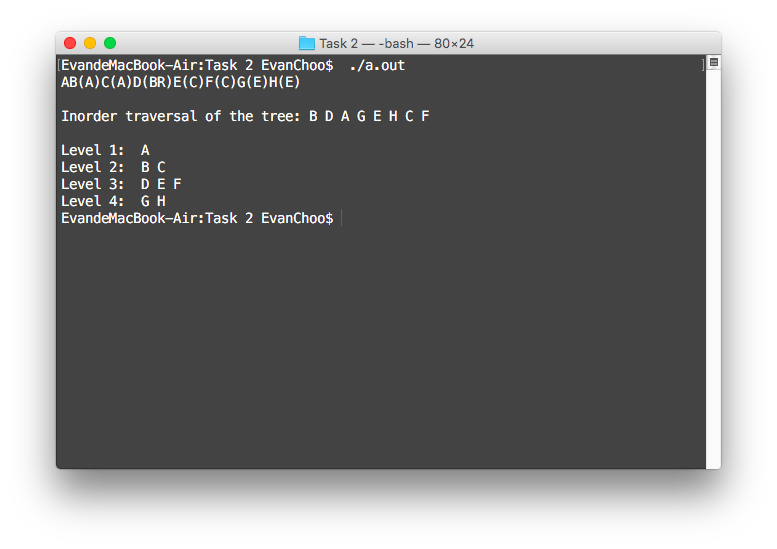 Task 2 — -bash — 80×24
[EvandeMacBook-Air:Task 2 EvanChoo$  ./a.out ]
AB(A)C(A)D(BR)E(C)F(C)G(E)H(E)
Inorder traversal of the tree: B D A G E H C F
Level 1:  A
Level 2:  B C
Level 3:  D E F
Level 4:  G H
EvandeMacBook-Air:Task 2 EvanChoo$